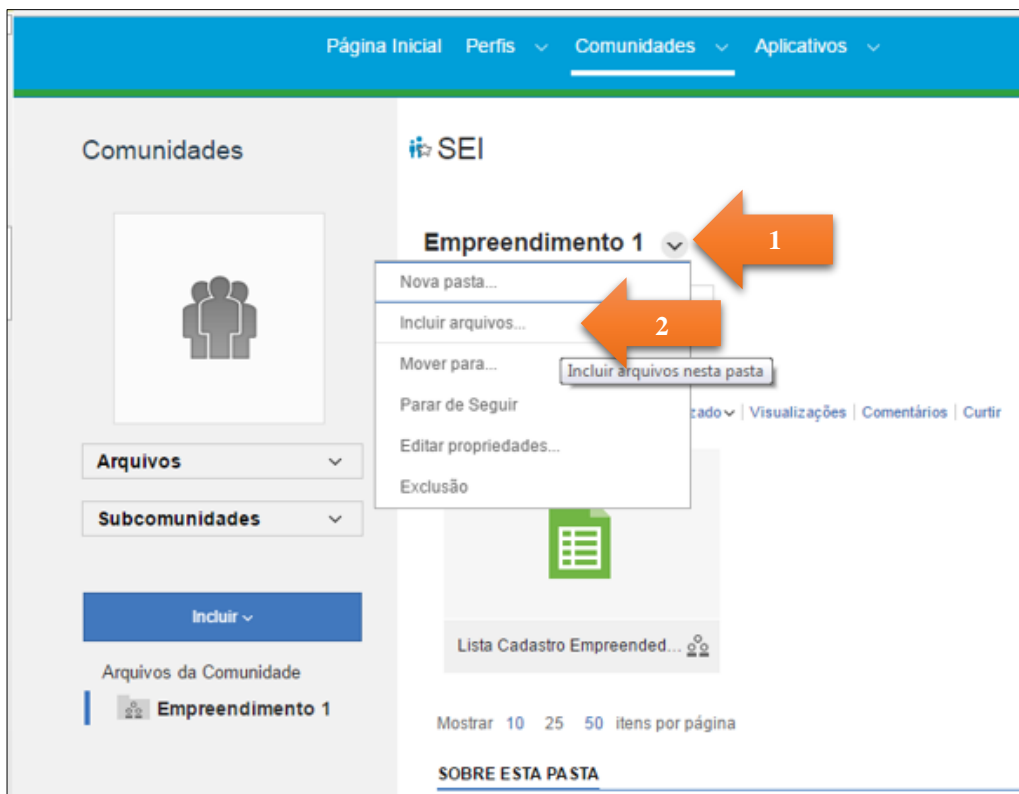 Página Inicial Perfis Comunidades Aplicativos
Comunidades
SEI
Empreendimento 1
1
Nova pasta...
Incluir arquivos...
2
Mover para...
Incluir arquivos nesta pasta
Parar de Seguir
zado | Visualizações | Comentários | Curtir
Editar propriedades...
Exclusão
Arquivos
Subcomunidades
Incluir
Lista Cadastro Empreended...
Arquivos da Comunidade
Empreendimento 1
Mostrar 10 25 50 itens por página
SOBRE ESTA PASTA